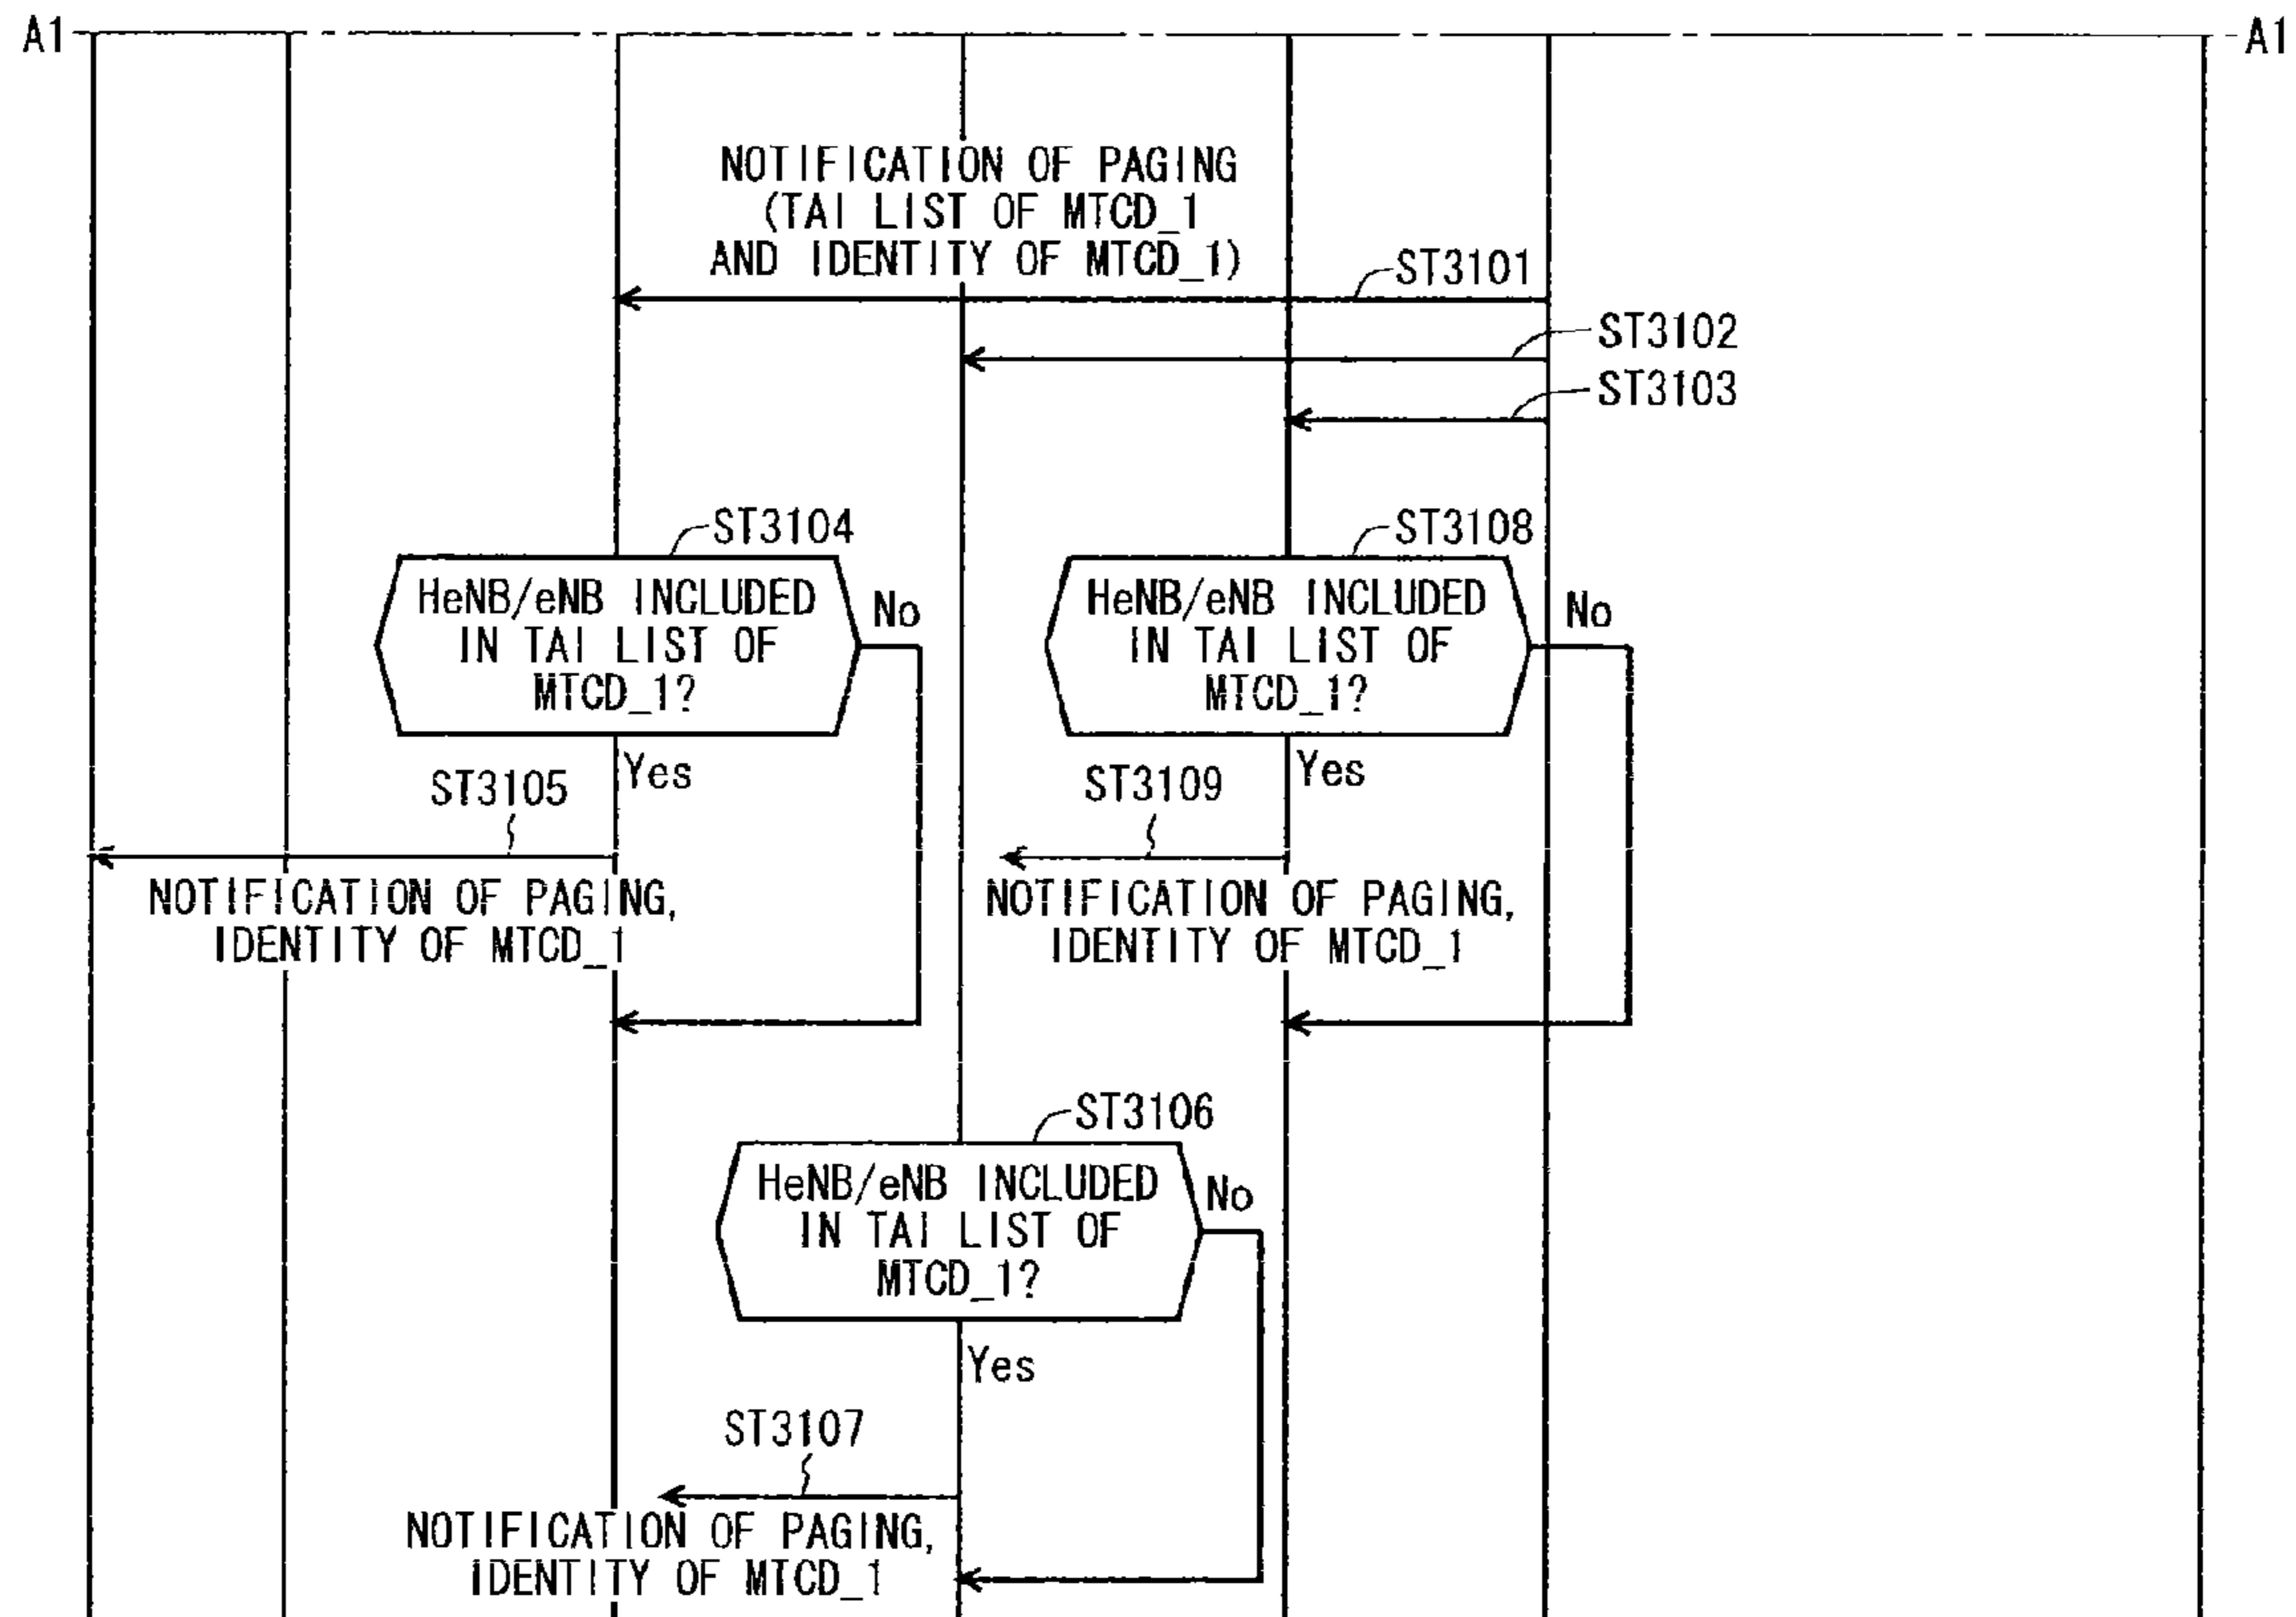 A1
A1
NOTIFICATION OF PAGING
(TAI LIST OF MTCD_1
AND IDENTITY OF MTCD_1)
ST3101
ST3102
ST3103
ST3104
HeNB/eNB INCLUDED
IN TAI LIST OF
MTCD_1?
No
Yes
ST3108
HeNB/eNB INCLUDED
IN TAI LIST OF
MTCD_1?
No
Yes
ST3105
NOTIFICATION OF PAGING,
IDENTITY OF MTCD_1
ST3109
NOTIFICATION OF PAGING,
IDENTITY OF MTCD_1
ST3106
HeNB/eNB INCLUDED
IN TAI LIST OF
MTCD_1?
No
Yes
ST3107
NOTIFICATION OF PAGING,
IDENTITY OF MTCD_1